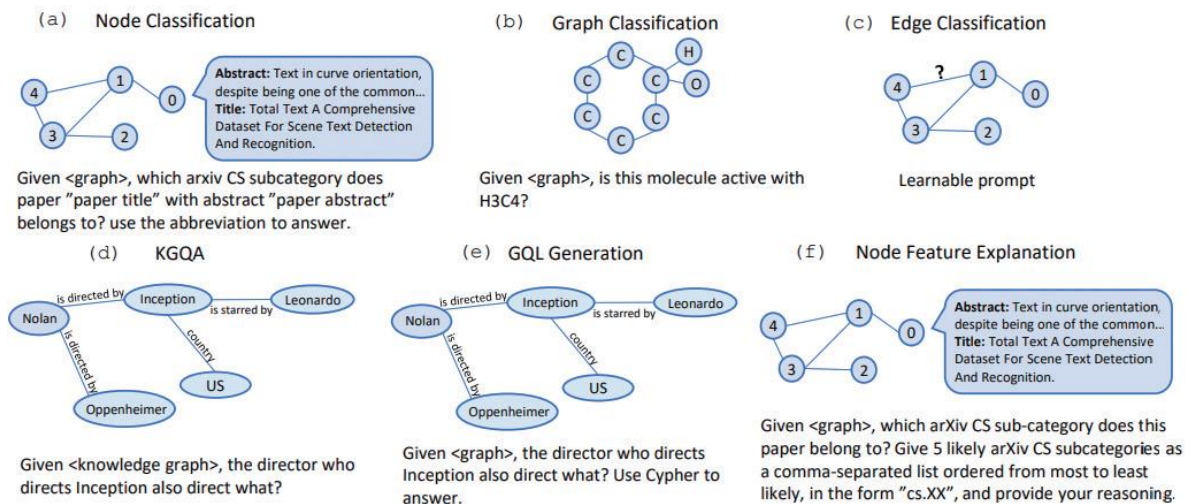 (a) Node Classification
4
1
0
3
2
Abstract: Text in curve orientation,
despite being one of the common...
Title: Total Text A Comprehensive
Dataset For Scene Text Detection
And Recognition.
Given <graph>, which arxiv CS subcategory does
paper ”paper title” with abstract ”paper abstract”
belongs to? use the abbreviation to answer.
(b) Graph Classification
C
H
C
C
O
C
C
C
Given <graph>, is this molecule active with
H3C4?
(c) Edge Classification
?
4
1
0
3
2
Learnable prompt
(d) KGQA
Nolan
is directed by
Inception
is starred by
Leonardo
is directed by
country
US
Oppenheimer
Given <knowledge graph>, the director who
directs Inception also direct what?
(e) GQL Generation
Nolan
is directed by
Inception
is starred by
Leonardo
is directed by
country
US
Oppenheimer
Given <graph>, the director who directs
Inception also direct what? Use Cypher to
answer.
(f) Node Feature Explanation
4
1
0
3
2
Abstract: Text in curve orientation,
despite being one of the common...
Title: Total Text A Comprehensive
Dataset For Scene Text Detection
And Recognition.
Given <graph>, which arXiv CS sub-category does this
paper belong to? Give 5 likely arXiv CS subcategories as
a comma-separated list ordered from most to least
likely, in the form ”cs.XX”, and provide your reasoning.